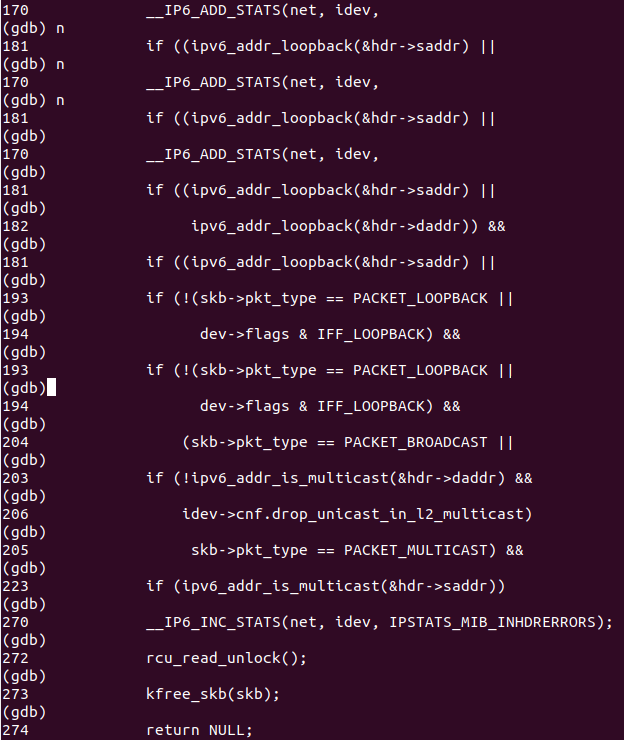 170             __IP6_ADD_STATS(net, idev,
(gdb) n
181             if ((ipv6_addr_loopback(&hdr->saddr) ||
(gdb) n
170             __IP6_ADD_STATS(net, idev,
(gdb) n
181             if ((ipv6_addr_loopback(&hdr->saddr) ||
(gdb)
170             __IP6_ADD_STATS(net, idev,
(gdb)
181             if ((ipv6_addr_loopback(&hdr->saddr) ||
(gdb)
182                  ipv6_addr_loopback(&hdr->daddr)) &&
(gdb)
181             if ((ipv6_addr_loopback(&hdr->saddr) ||
(gdb)
193             if (!(skb->pkt_type == PACKET_LOOPBACK ||
(gdb)
194                   dev->flags & IFF_LOOPBACK) &&
(gdb)
193             if (!(skb->pkt_type == PACKET_LOOPBACK ||
(gdb)
194                   dev->flags & IFF_LOOPBACK) &&
(gdb)
204                 (skb->pkt_type == PACKET_BROADCAST ||
(gdb)
203             if (!ipv6_addr_is_multicast(&hdr->daddr) &&
(gdb)
206                 idev->cnf.drop_unicast_in_l2_multicast)
(gdb)
205                  skb->pkt_type == PACKET_MULTICAST) &&
(gdb)
223             if (ipv6_addr_is_multicast(&hdr->saddr))
(gdb)
270             __IP6_INC_STATS(net, idev, IPSTATS_MIB_INHDRERRORS);
(gdb)
272             rcu_read_unlock();
(gdb)
273             kfree_skb(skb);
(gdb)
274             return NULL;